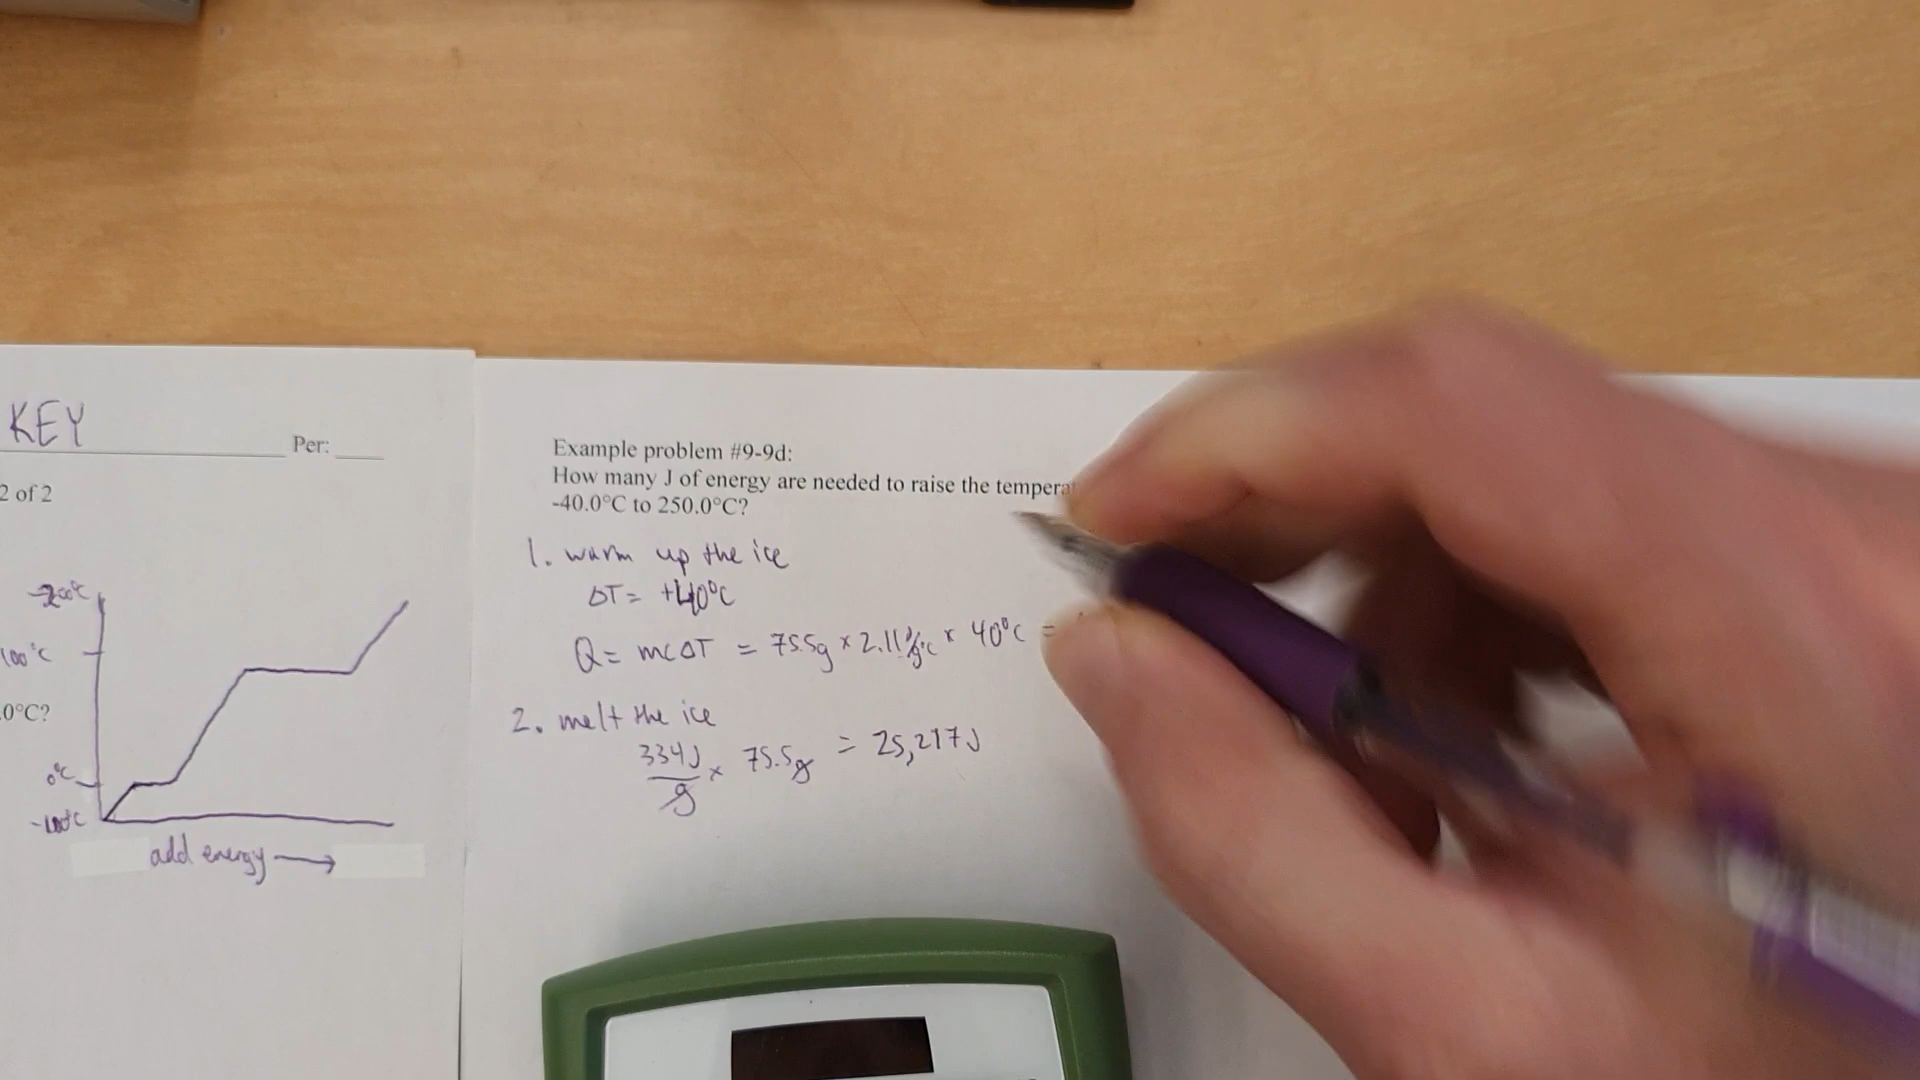 KEY
Per:
2 of 2
200°C
100°C
0°C?
0°C
add energy →
Example problem #9-9d:
How many J of energy are needed to raise the
-40.0°C to 250.0°C?
1. warm up the ice
ΔT = +40°C
Q = mcΔT = 75.5g × 2.11 J/g°C × 40°C =
2. melt the ice
334J/g × 75.5g = 25,217J